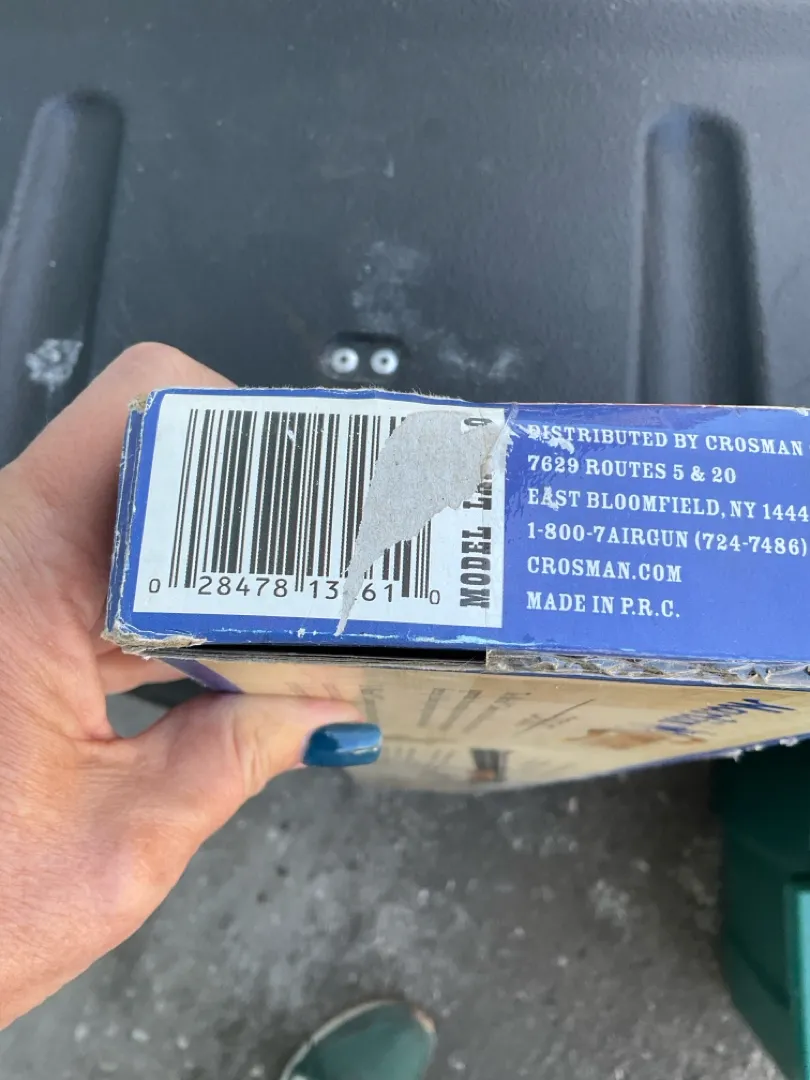 0 28478 13 61 0
MODEL
DISTRIBUTED BY CROSMAN
7629 ROUTES 5 & 20
EAST BLOOMFIELD, NY 1444
1-800-7AIRGUN (724-7486)
CROSMAN.COM
MADE IN P.R.C.